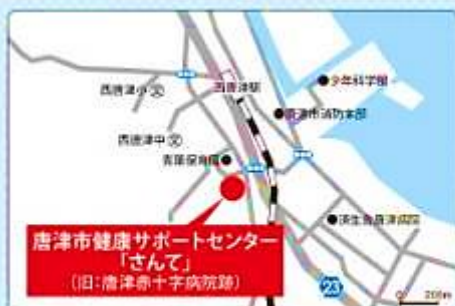 少年科学館
西唐津駅
西唐津小
唐津市消防本部
西唐津中
青葉保育園
済生会唐津病院
唐津市健康サポートセンター
「さんて」
(旧:唐津赤十字病院跡)
23
0 200m